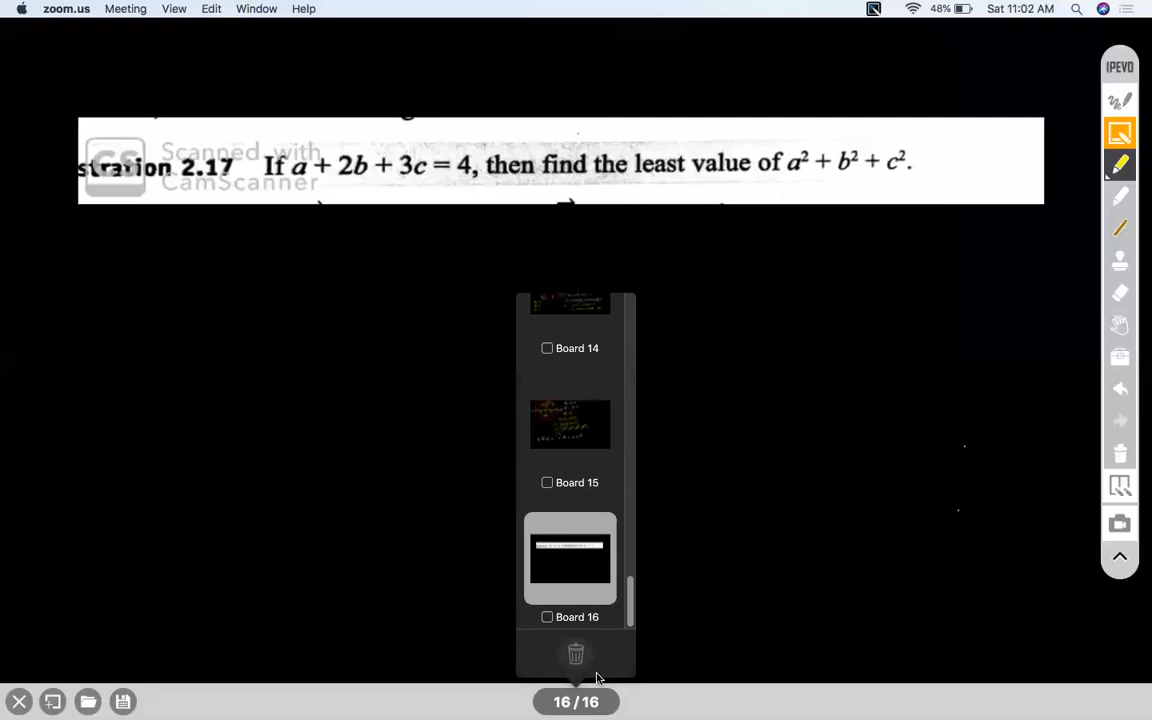 zoom.us Meeting View Edit Window Help 48% Sat 11:02 AM
IPEVO
Scanned with
CamScanner
CS
stration 2.17 If a + 2b + 3c = 4, then find the least value of a² + b² + c².
Board 14
Board 15
Board 16
16 / 16